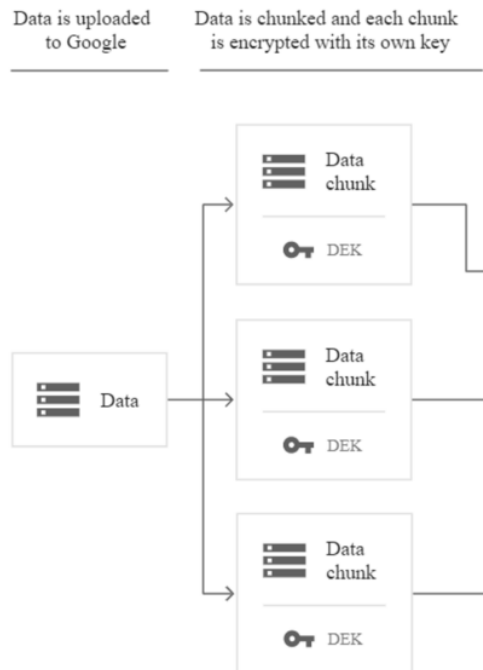 Data is uploaded
to Google
Data is chunked and each chunk
is encrypted with its own key
Data
chunk
DEK
Data
Data
chunk
DEK
Data
chunk
DEK